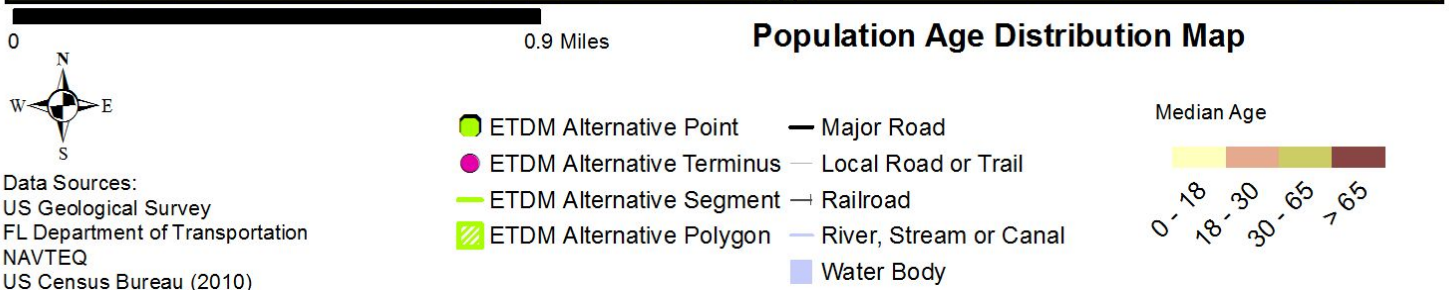 0
0.9 Miles
Population Age Distribution Map
N
W
E
S
Data Sources:
US Geological Survey
FL Department of Transportation
NAVTEQ
US Census Bureau (2010)
ETDM Alternative Point
ETDM Alternative Terminus
ETDM Alternative Segment
ETDM Alternative Polygon
Major Road
Local Road or Trail
Railroad
River, Stream or Canal
Water Body
Median Age
0 - 18
18 - 30
30 - 65
> 65